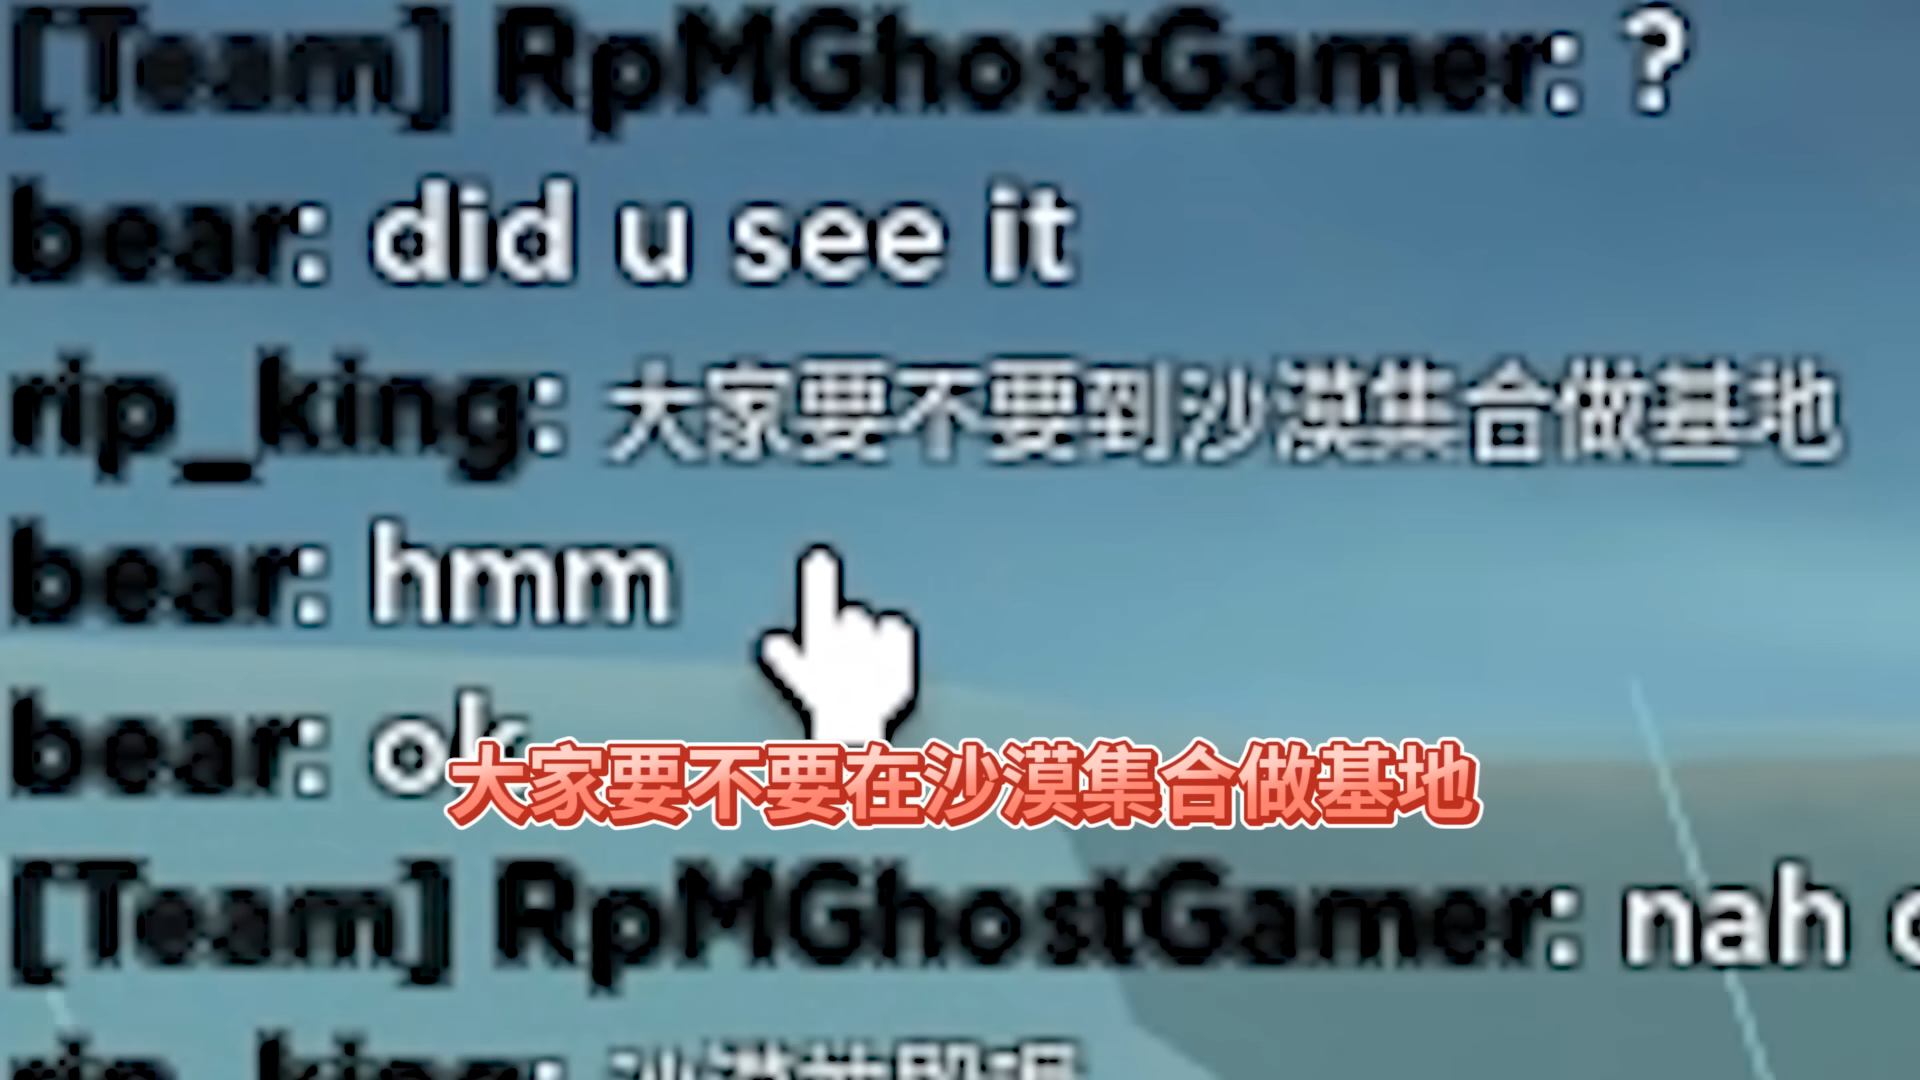 [Team] RpMGhostGamer: ?
bear: did u see it
rip_king: 大家要不要到沙漠集合做基地
bear: hmm
bear: ok
大家要不要在沙漠集合做基地
[Team] RpMGhostGamer: nah
rip_king: